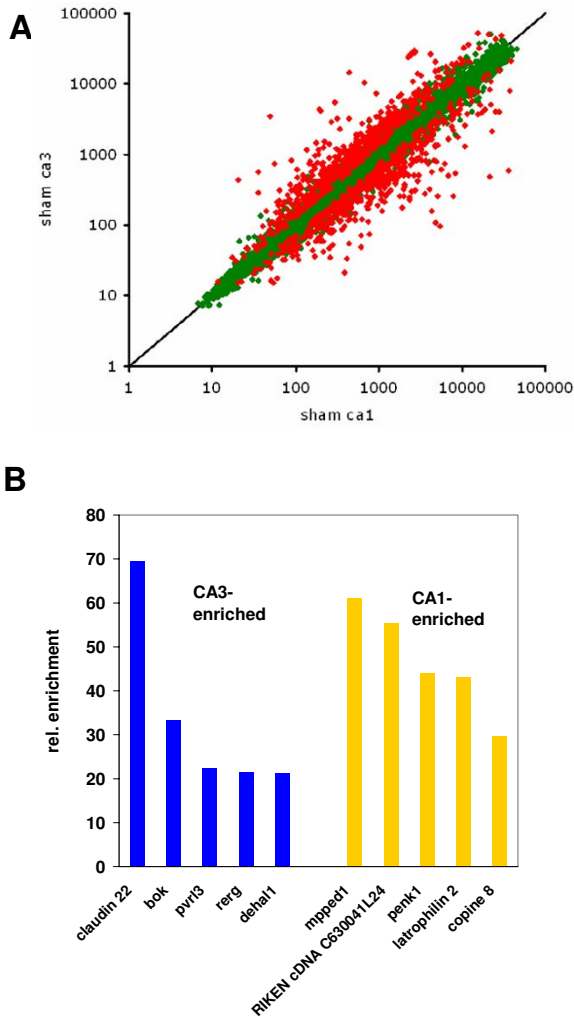 A
100000
10000
1000
100
10
1
sham ca3
1 10 100 1000 10000 100000
sham ca1
B
80
70
60
50
40
30
20
10
0
rel. enrichment
CA3-
enriched
CA1-
enriched
claudin 22
bok
pvrl3
rerg
dehal1
mpped1
RIKEN cDNA C630041L24
penk1
latrophilin 2
copine 8